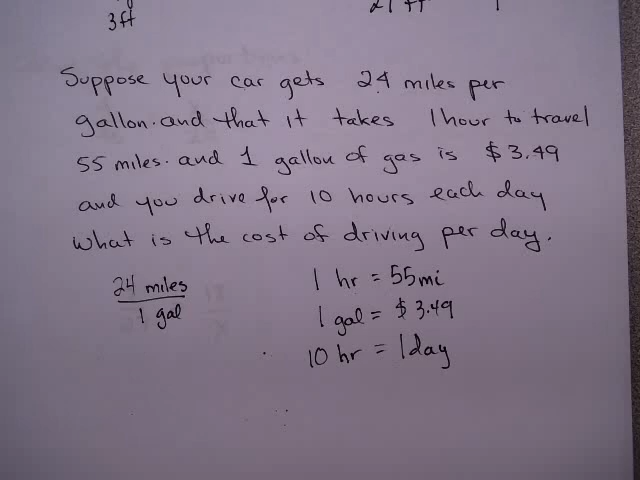 3ft
21 ft
Suppose your car gets 24 miles per
gallon. and that it takes 1 hour to travel
55 miles. and 1 gallon of gas is $3.49
and you drive for 10 hours each day
what is the cost of driving per day.
24 miles
1 gal
1 hr = 55mi
1 gal = $3.49
10 hr = 1day